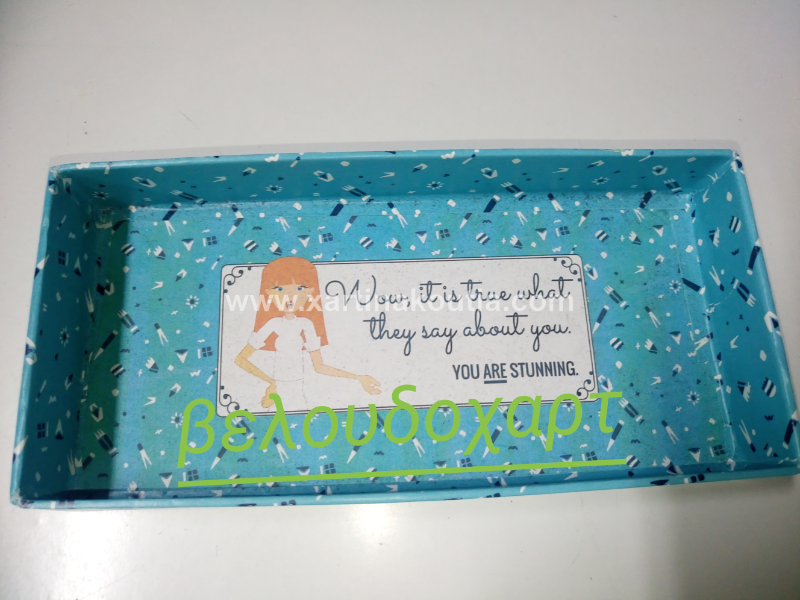 www.xartinakoutia.com
Wow, it is true what
they say about you.
YOU ARE STUNNING.
βελουδοχαρτ